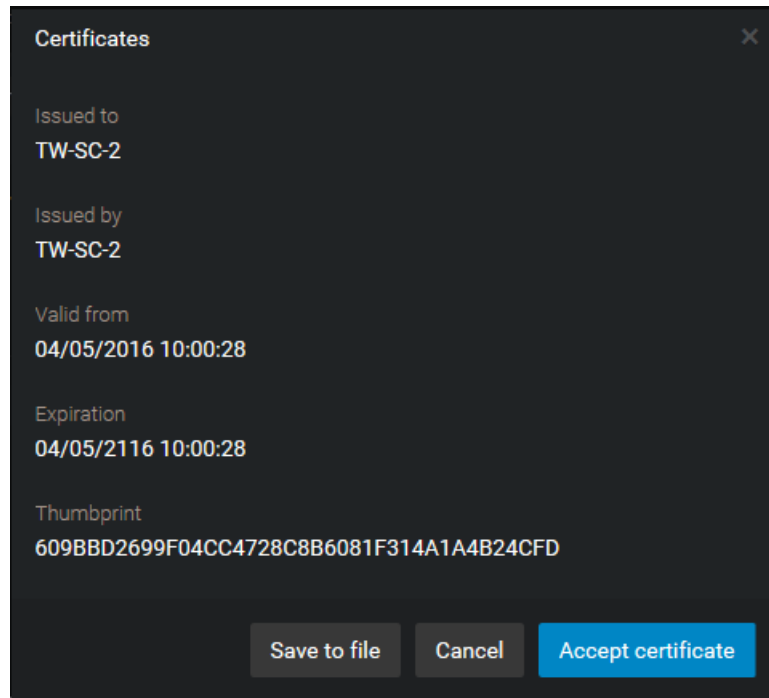 Certificates
Issued to
TW-SC-2
Issued by
TW-SC-2
Valid from
04/05/2016 10:00:28
Expiration
04/05/2116 10:00:28
Thumbprint
609BBD2699F04CC4728C8B6081F314A1A4B24CFD
Save to file Cancel Accept certificate